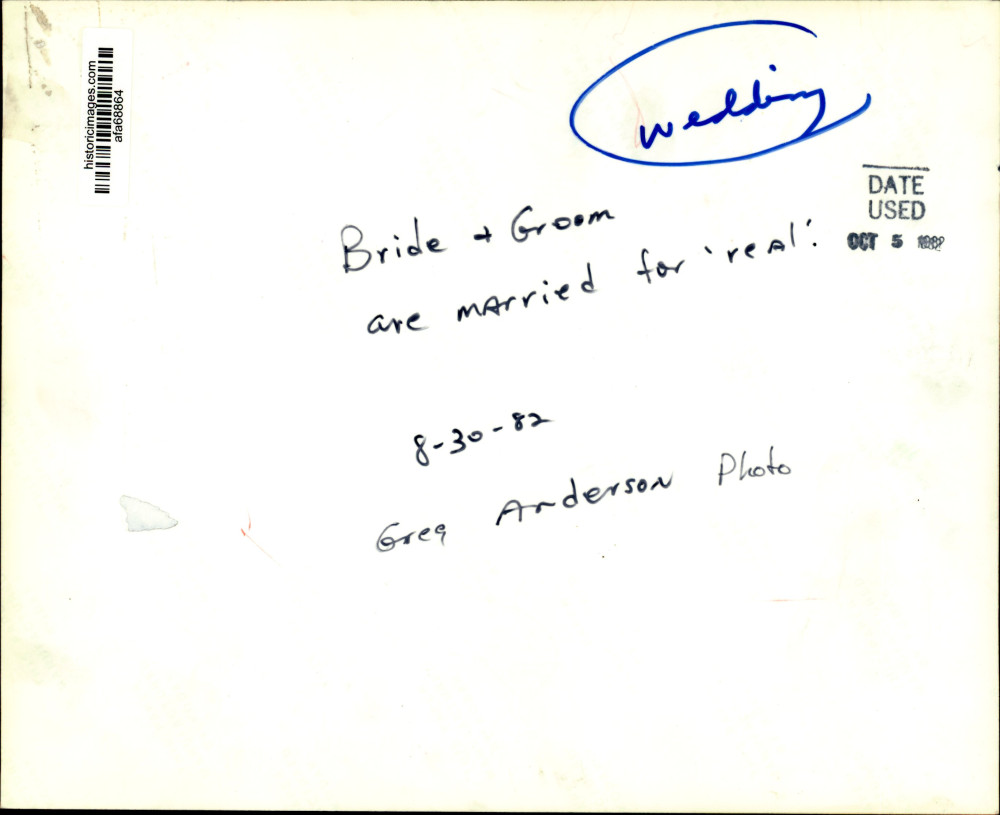 historicimages.com
afa68864
wedding
DATE
USED
OCT 5 1982
Bride + Groom
are married for 'real'.
8-30-82
Greg Anderson Photo